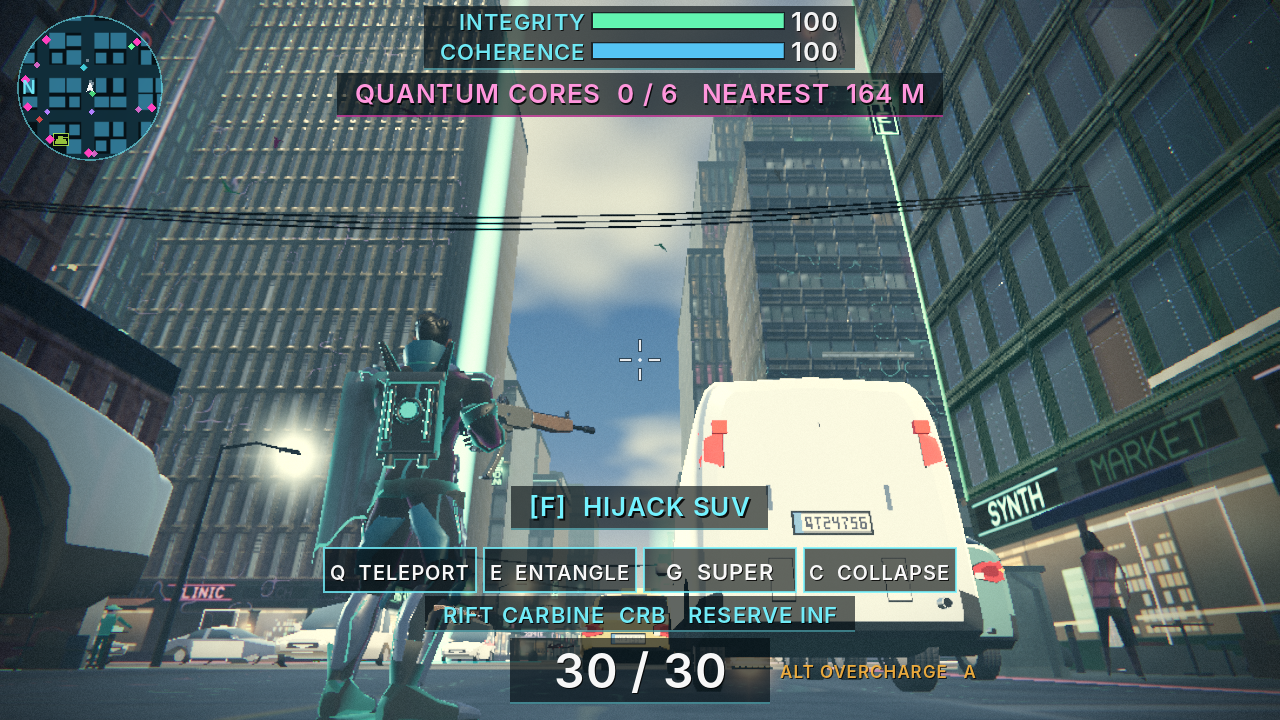 INTEGRITY 100
COHERENCE 100
QUANTUM CORES 0 / 6 NEAREST 164 M
N
MARKET
SYNTH
[F] HIJACK SUV
QT24756
Q TELEPORT E ENTANGLE G SUPER C COLLAPSE
LINIC
RIFT CARBINE CRB RESERVE INF
30 / 30
ALT OVERCHARGE A